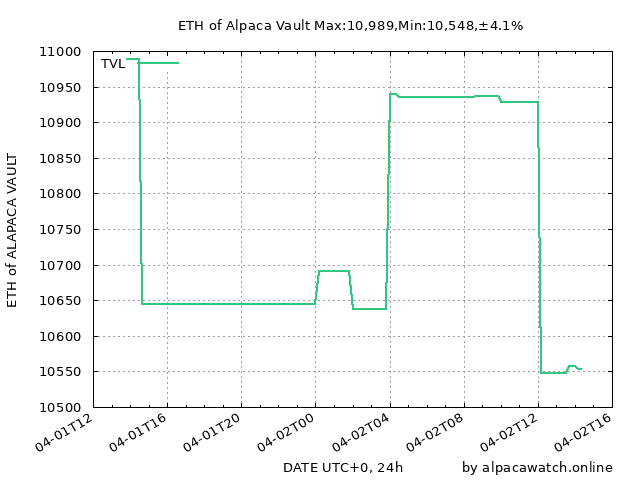 ETH of Alpaca Vault Max:10,989,Min:10,548,±4.1%
11000
TVL
10950
10900
10850
10800
10750
10700
10650
10600
10550
10500
ETH of ALAPACA VAULT
04-01T12
04-01T16
04-01T20
04-02T00
04-02T04
04-02T08
04-02T12
04-02T16
DATE UTC+0, 24h
by alpacawatch.online